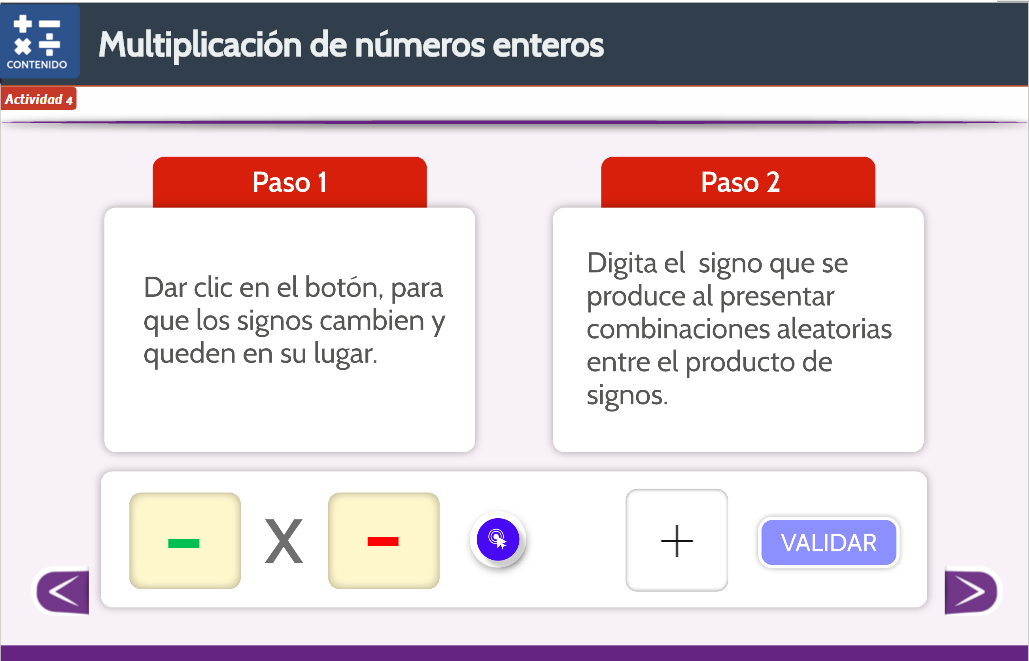 CONTENIDO
Multiplicación de números enteros
Actividad 4
Paso 1
Dar clic en el botón, para
que los signos cambien y
queden en su lugar.
Paso 2
Digita el signo que se
produce al presentar
combinaciones aleatorias
entre el producto de
signos.
- X - + VALIDAR
< >